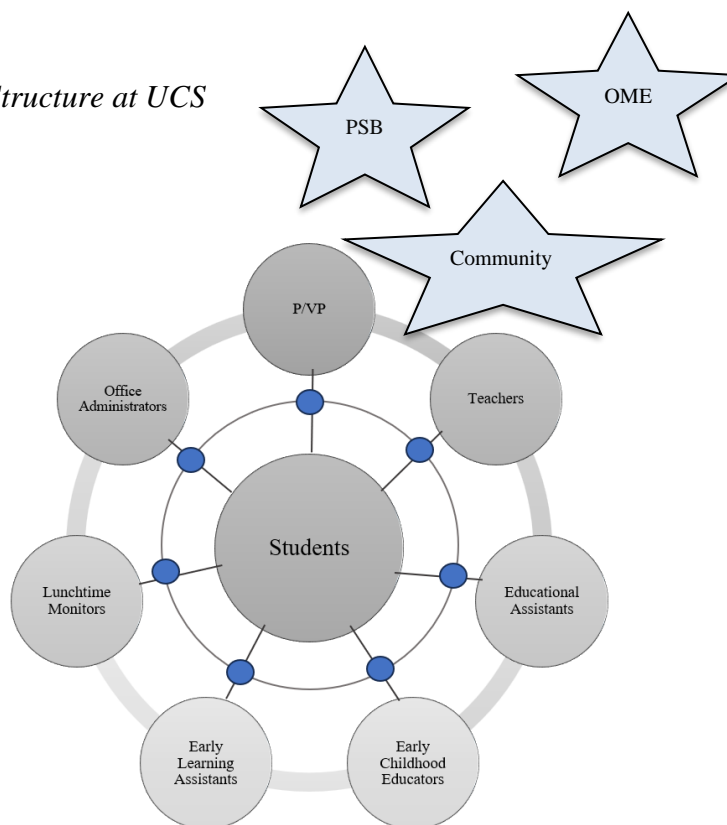 Structure at UCS
PSB
OME
Community
P/VP
Office
Administrators
Teachers
Students
Lunchtime
Monitors
Educational
Assistants
Early
Learning
Assistants
Early
Childhood
Educators